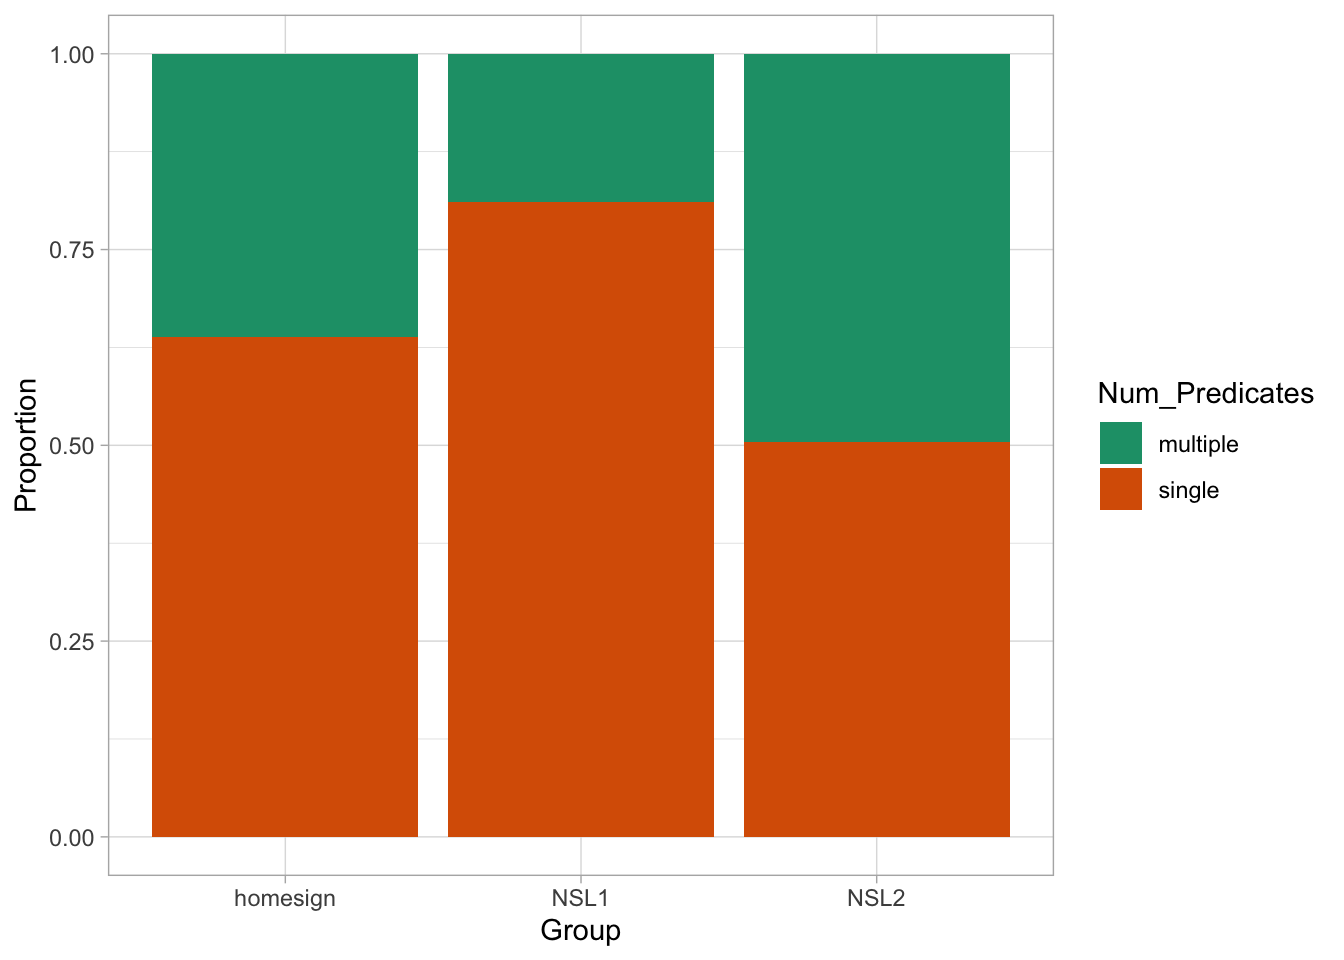 1.00
0.75
0.50
0.25
0.00
Proportion
homesign
NSL1
NSL2
Group
Num_Predicates
multiple
single